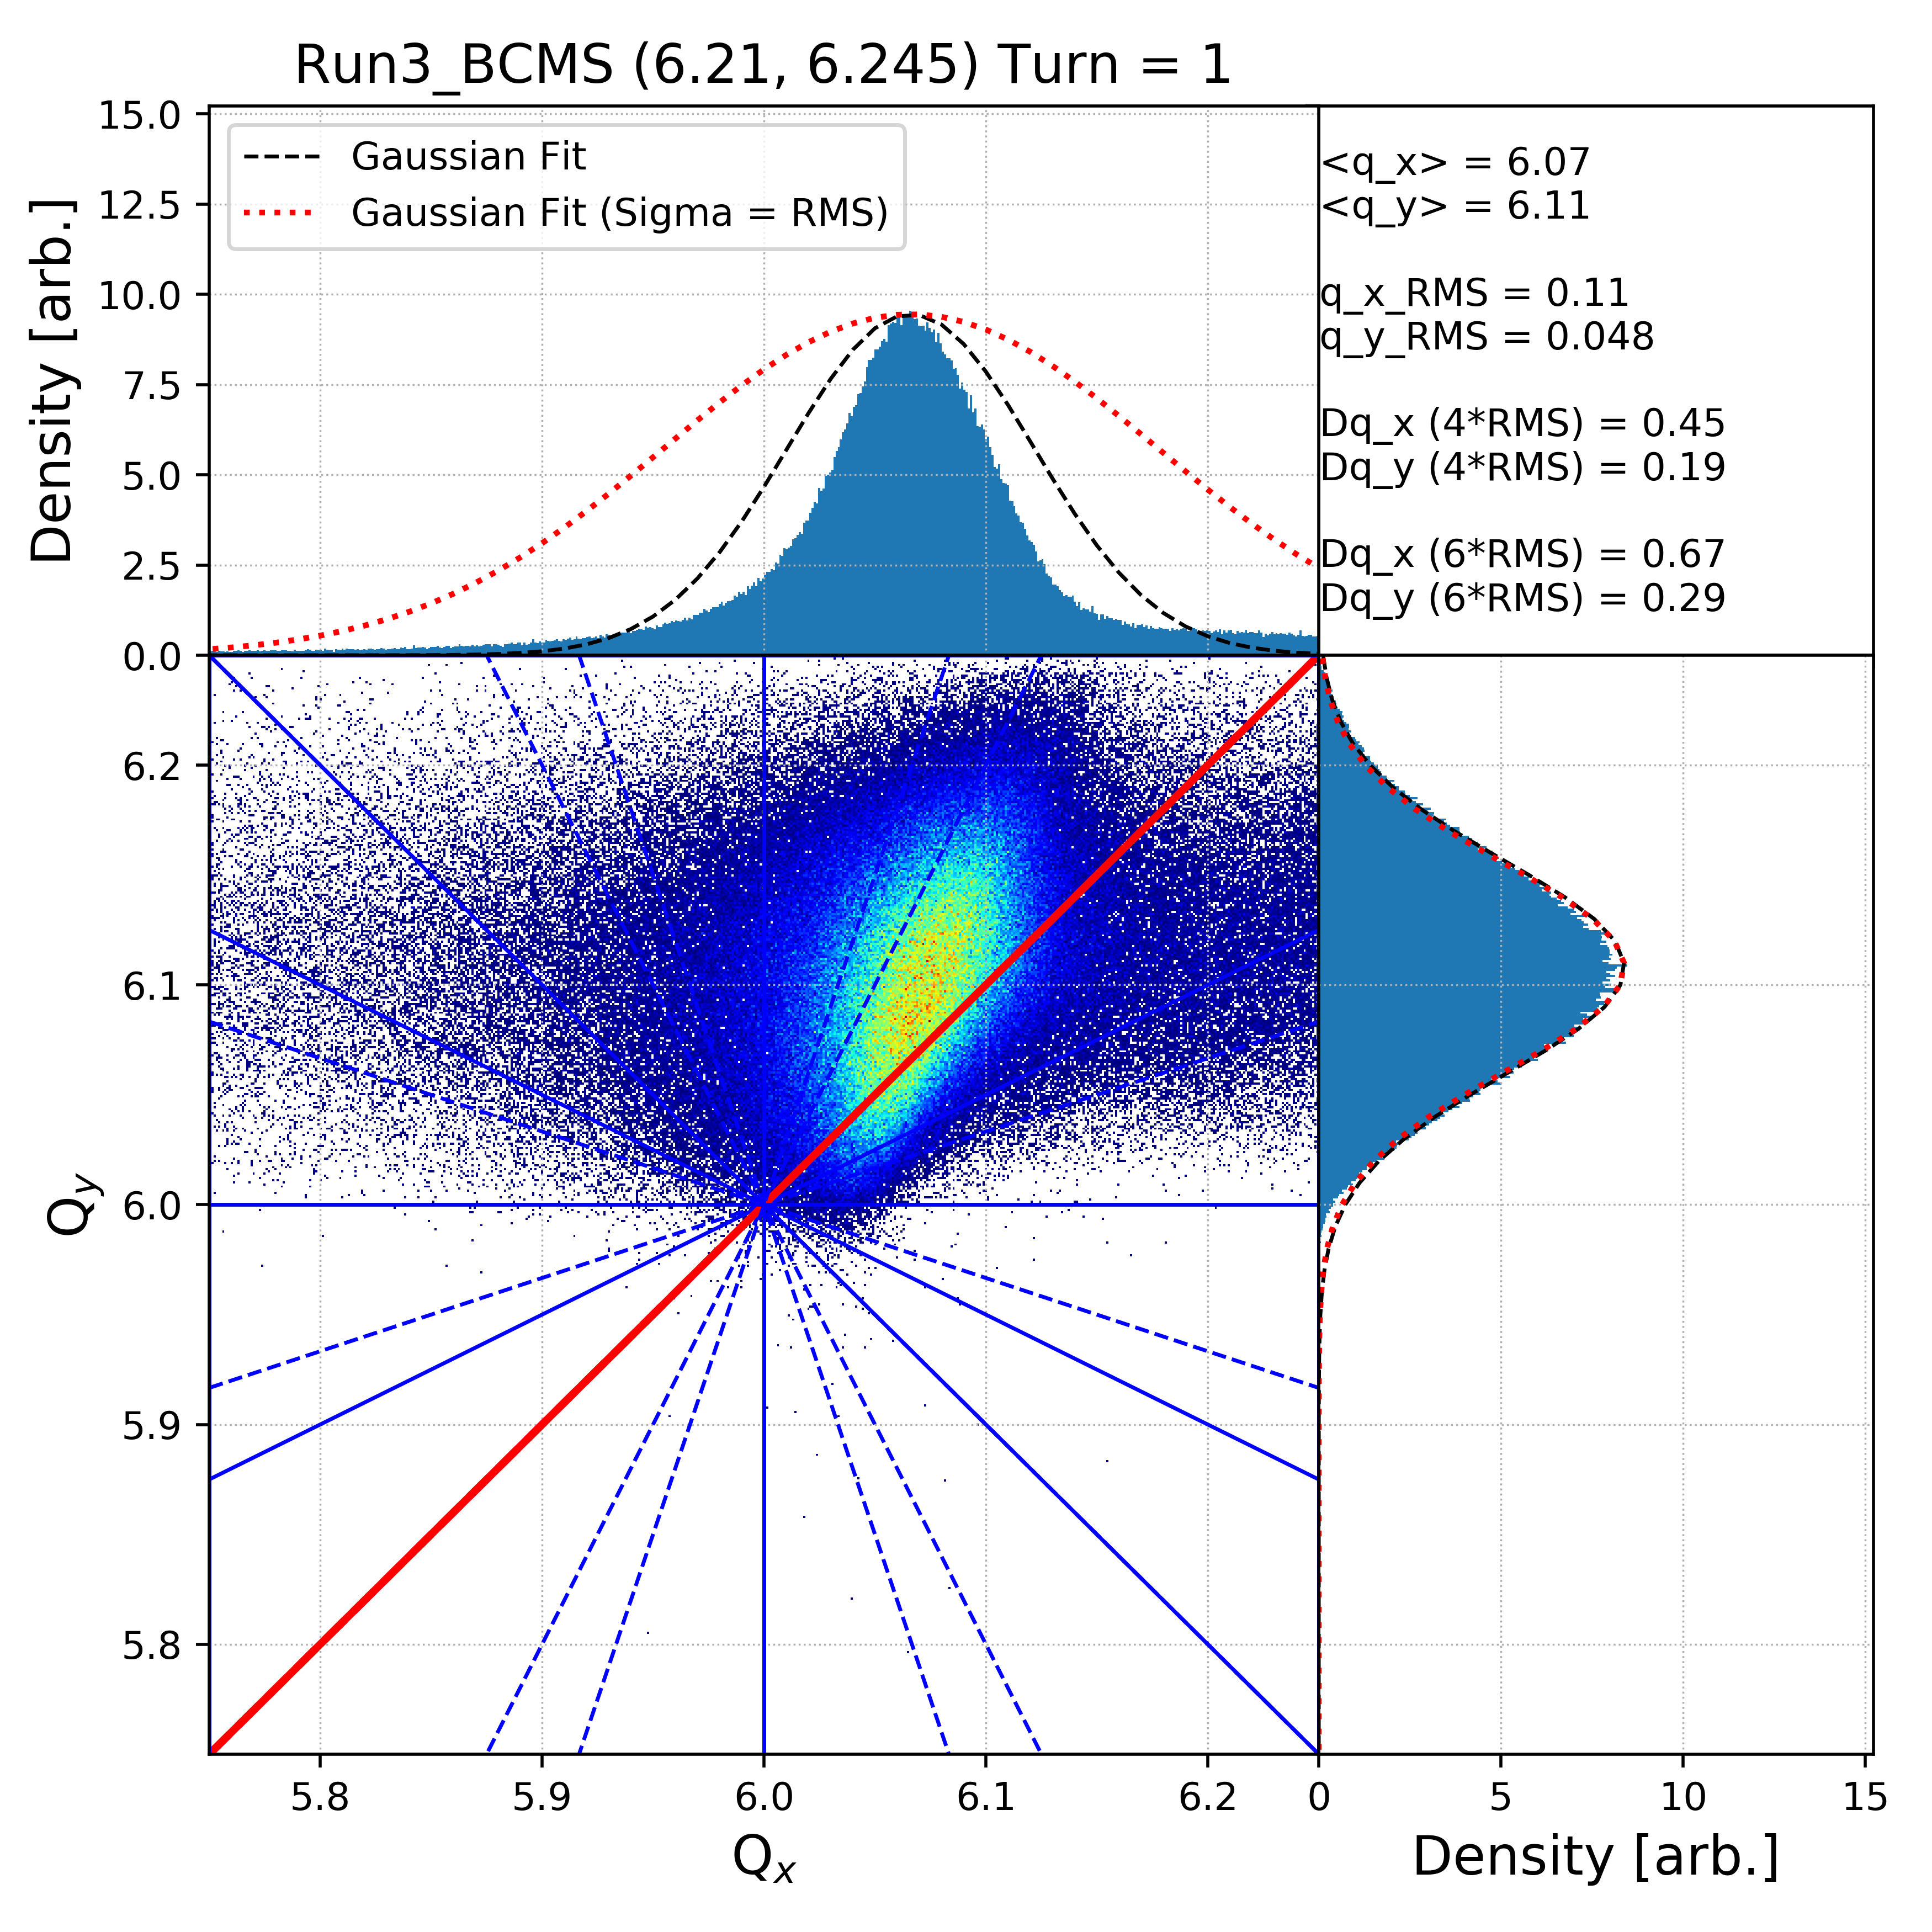 Run3_BCMS (6.21, 6.245) Turn = 1
Density [arb.]
15.0
12.5
10.0
7.5
5.0
2.5
0.0
Gaussian Fit
Gaussian Fit (Sigma = RMS)
<q_x> = 6.07
<q_y> = 6.11
q_x_RMS = 0.11
q_y_RMS = 0.048
Dq_x (4*RMS) = 0.45
Dq_y (4*RMS) = 0.19
Dq_x (6*RMS) = 0.67
Dq_y (6*RMS) = 0.29
Qy
6.2
6.1
6.0
5.9
5.8
5.8 5.9 6.0 6.1 6.2
0 5 10 15
Qx
Density [arb.]